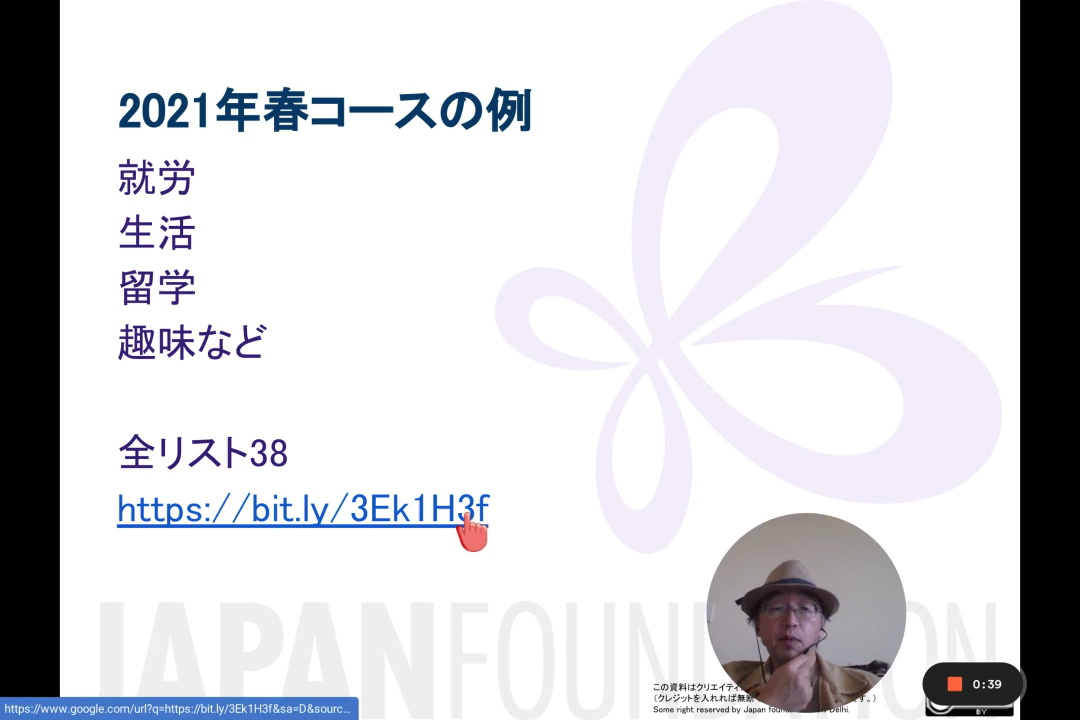 2021年春コースの例
就労
生活
留学
趣味など
全リスト38
https://bit.ly/3Ek1H3f
JAPANFOUN ON
この資料はクリエイティ
(クレジットを入れれば無断 す。)
Some right reserved by Japan foun Delhi.
BY
0:39
https://www.google.com/url?q=https://bit.ly/3Ek1H3f&sa=D&sourc...